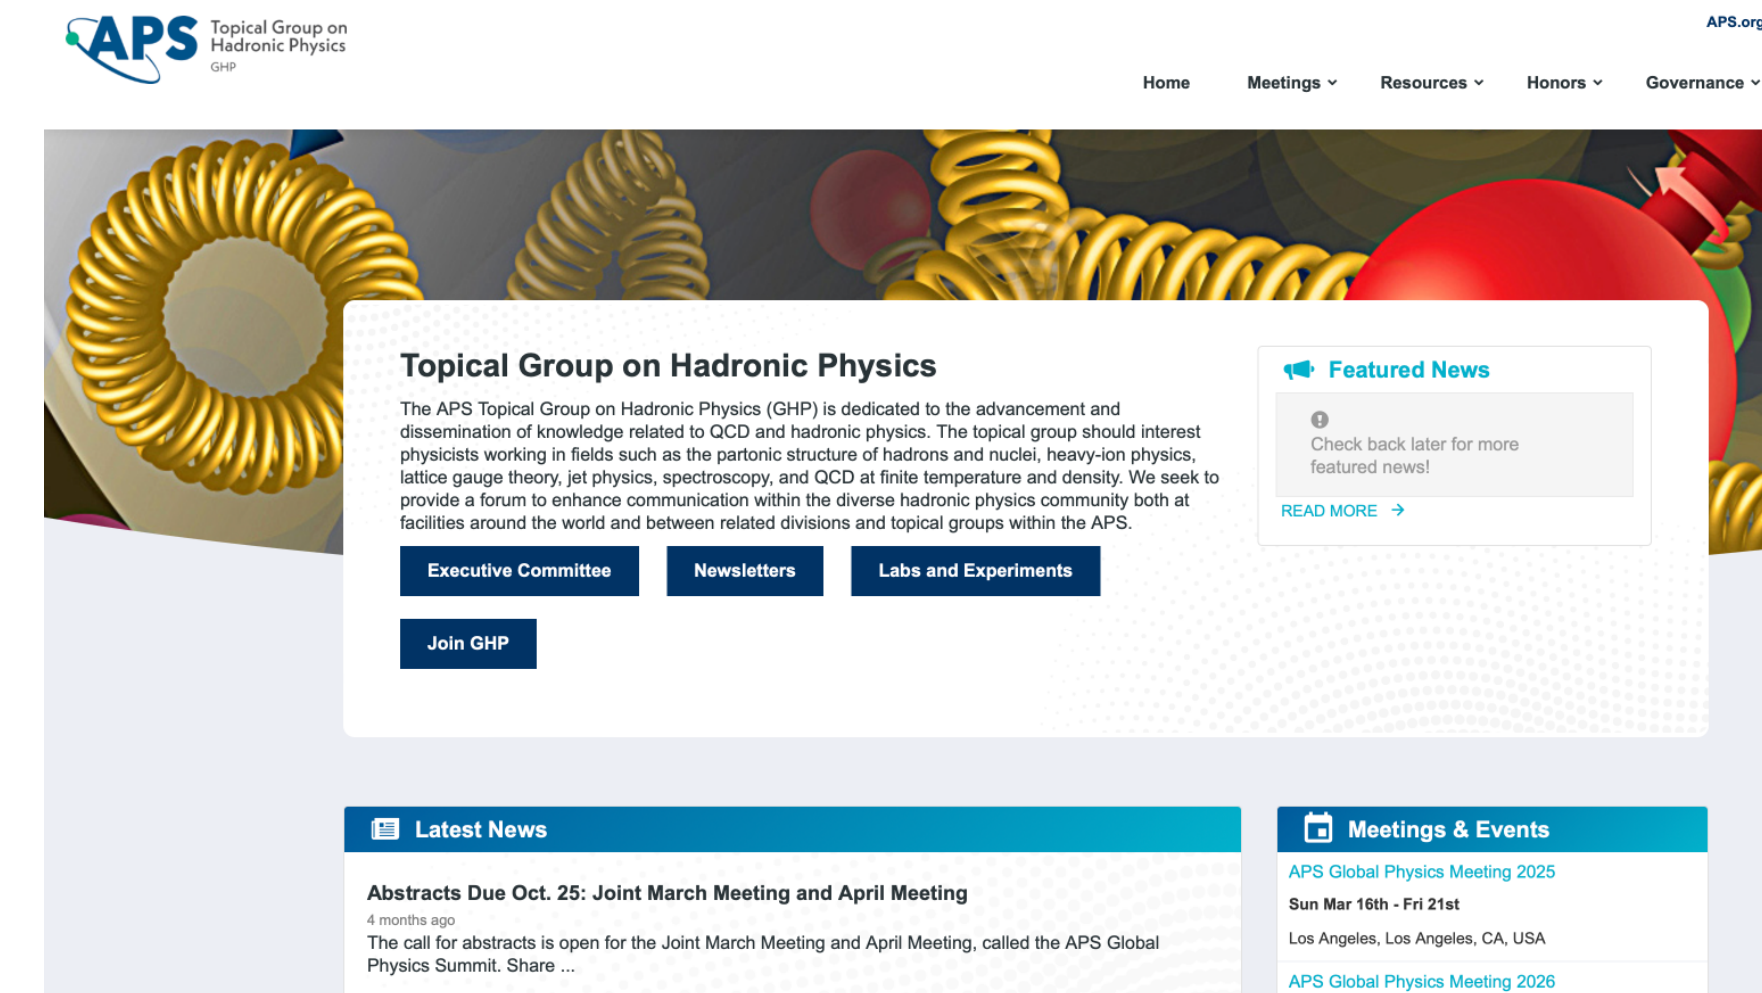 APS
Topical Group on
Hadronic Physics
GHP
APS.org
Home Meetings Resources Honors Governance
Topical Group on Hadronic Physics
The APS Topical Group on Hadronic Physics (GHP) is dedicated to the advancement and
dissemination of knowledge related to QCD and hadronic physics. The topical group should interest
physicists working in fields such as the partonic structure of hadrons and nuclei, heavy-ion physics,
lattice gauge theory, jet physics, spectroscopy, and QCD at finite temperature and density. We seek to
provide a forum to enhance communication within the diverse hadronic physics community both at
facilities around the world and between related divisions and topical groups within the APS.
Executive Committee Newsletters Labs and Experiments
Join GHP
Featured News
Check back later for more
featured news!
READ MORE →
Latest News
Abstracts Due Oct. 25: Joint March Meeting and April Meeting
4 months ago
The call for abstracts is open for the Joint March Meeting and April Meeting, called the APS Global
Physics Summit. Share ...
Meetings & Events
APS Global Physics Meeting 2025
Sun Mar 16th - Fri 21st
Los Angeles, Los Angeles, CA, USA
APS Global Physics Meeting 2026